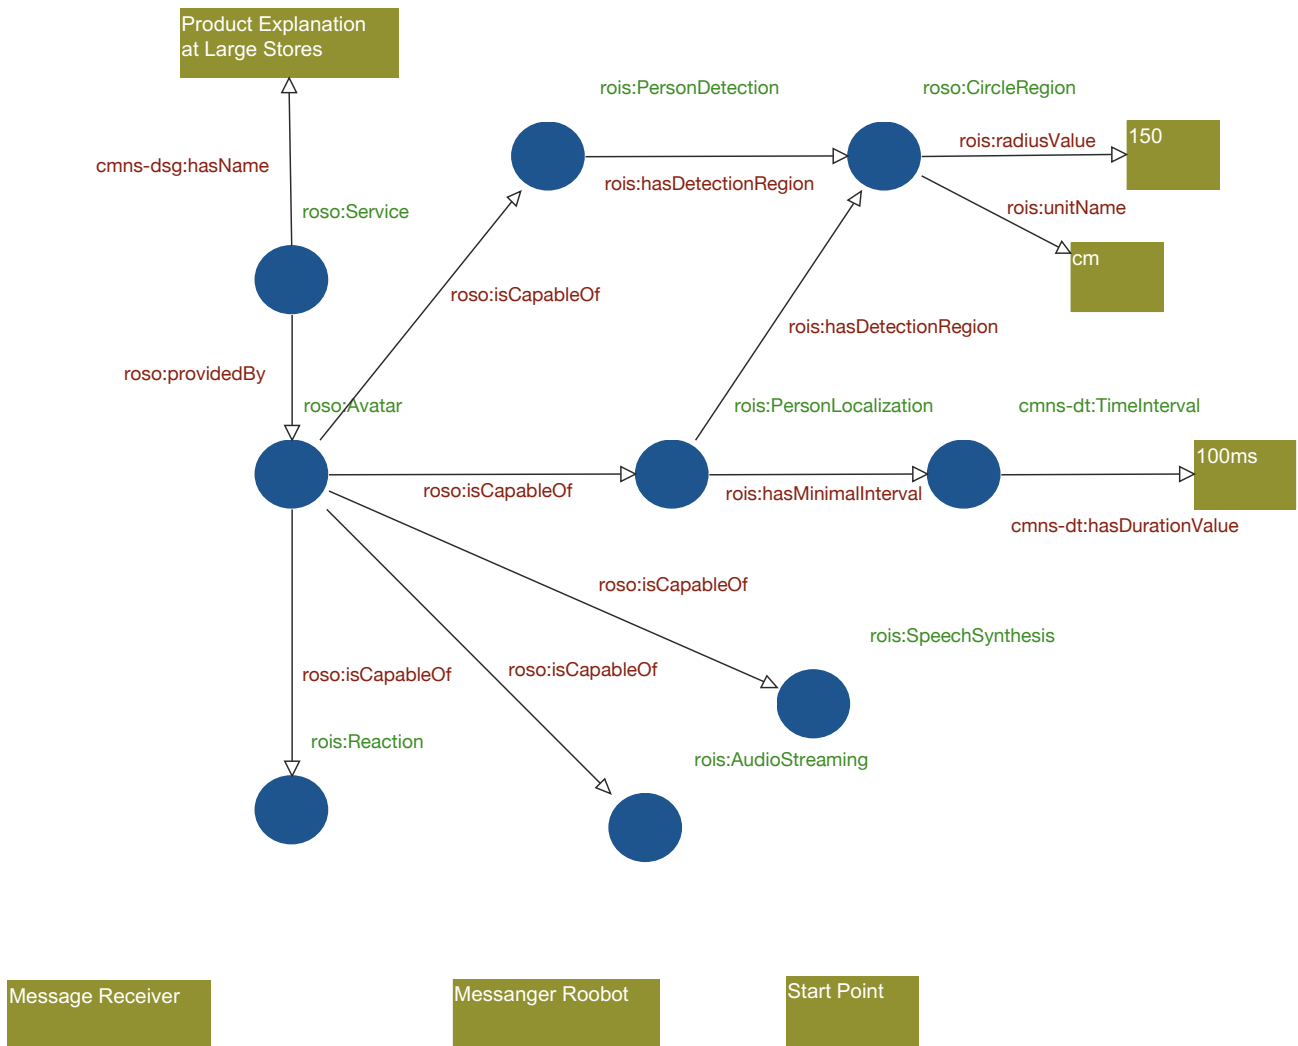 Product Explanation
at Large Stores
rois:PersonDetection
roso:CircleRegion
150
rois:radiusValue
cmns-dsg:hasName
rois:hasDetectionRegion
roso:Service
rois:unitName
cm
roso:isCapableOf
rois:hasDetectionRegion
roso:providedBy
roso:Avatar
rois:PersonLocalization
cmns-dt:TimeInterval
100ms
roso:isCapableOf
rois:hasMinimalInterval
cmns-dt:hasDurationValue
roso:isCapableOf
rois:SpeechSynthesis
roso:isCapableOf
roso:isCapableOf
rois:Reaction
rois:AudioStreaming
Message Receiver
Messanger Roobot
Start Point